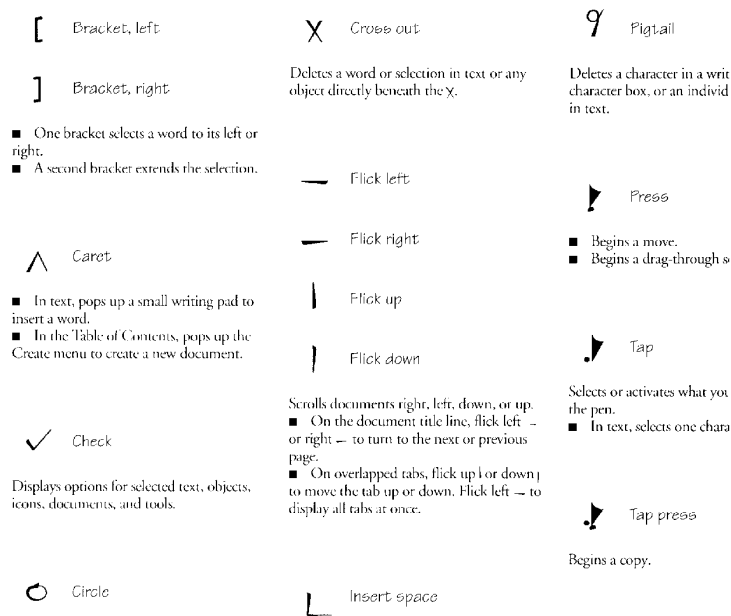 [ Bracket, left
] Bracket, right
■ One bracket selects a word to its left or
right.
■ A second bracket extends the selection.
Caret
■ In text, pops up a small writing pad to
insert a word.
■ In the Table of Contents, pops up the
Create menu to create a new document.
Check
Displays options for selected text, objects,
icons, documents, and tools.
Circle
X Cross out
Deletes a word or selection in text or any
object directly beneath the X.
Flick left
Flick right
Flick up
Flick down
Scrolls documents right, left, down, or up.
■ On the document title line, flick left –
or right – to turn to the next or previous
page.
■ On overlapped tabs, flick up | or down |
to move the tab up or down. Flick left — to
display all tabs at once.
Insert space
Pigtail
Deletes a character in a writ
character box, or an individ
in text.
Press
■ Begins a move.
■ Begins a drag-through s
Tap
Selects or activates what you
the pen.
■ In text, selects one chara
Tap press
Begins a copy.